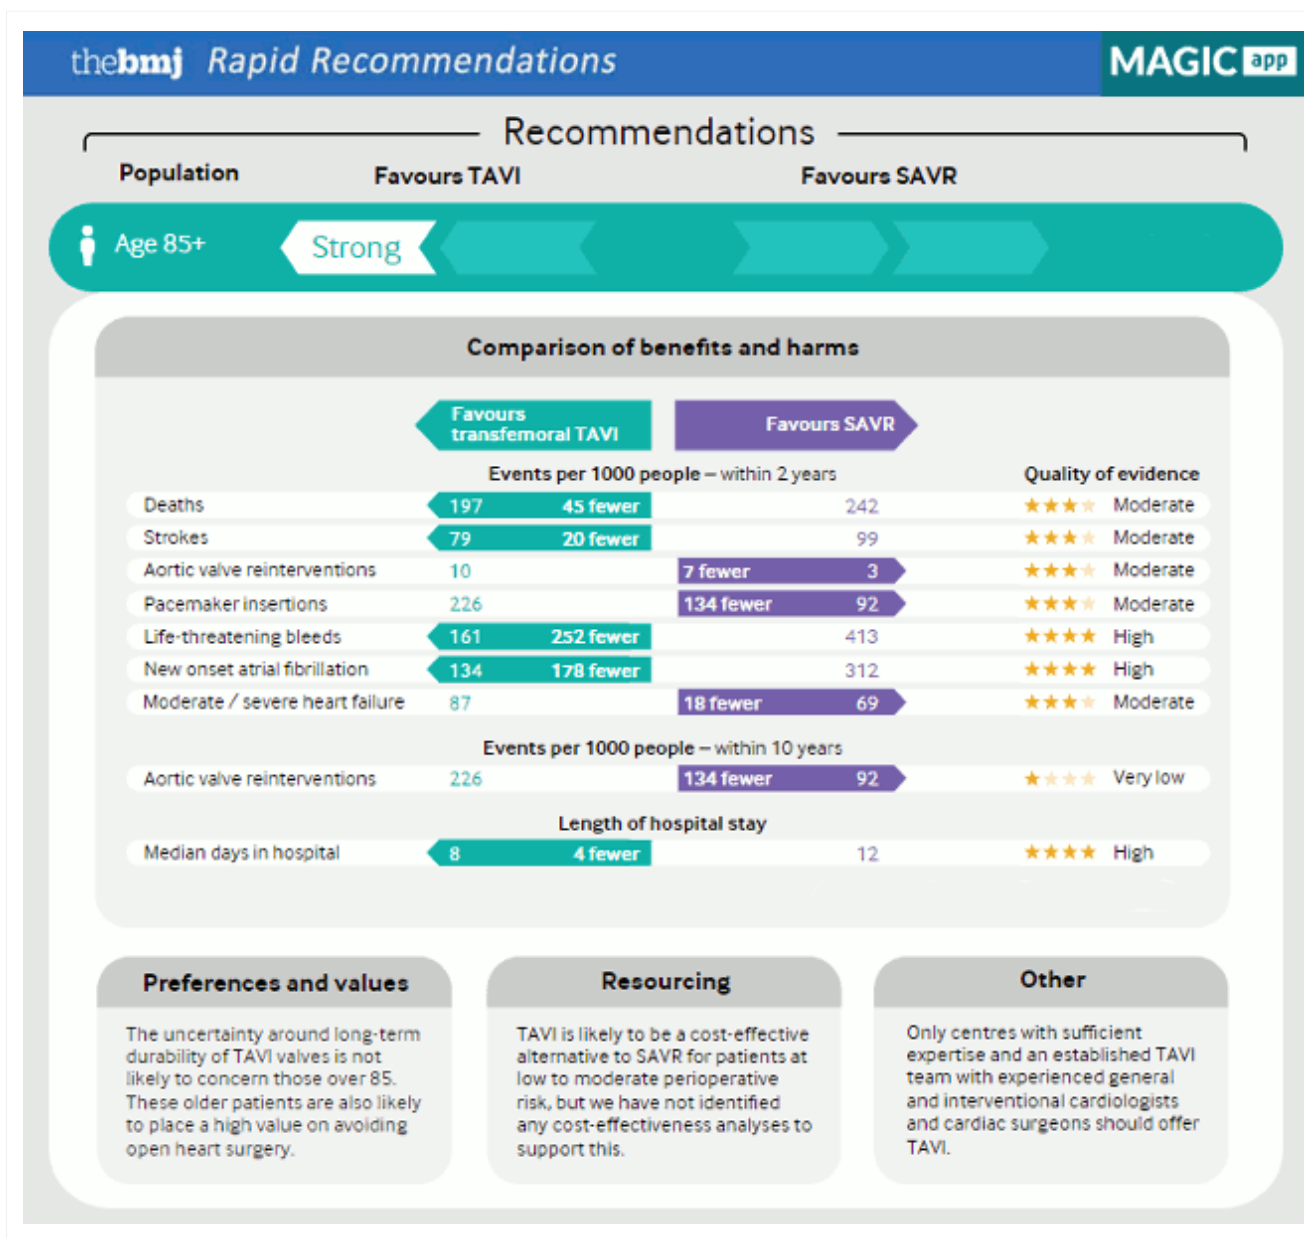 thebmj Rapid Recommendations
MAGIC app
Recommendations
Population Favours TAVI Favours SAVR
Age 85+ Strong
Comparison of benefits and harms
Favours
transfemoral TAVI
Favours SAVR
Events per 1000 people – within 2 years Quality of evidence
Deaths 197 45 fewer 242 Moderate
Strokes 79 20 fewer 99 Moderate
Aortic valve reinterventions 10 7 fewer 3 Moderate
Pacemaker insertions 226 134 fewer 92 Moderate
Life-threatening bleeds 161 252 fewer 413 High
New onset atrial fibrillation 134 178 fewer 312 High
Moderate / severe heart failure 87 18 fewer 69 Moderate
Events per 1000 people – within 10 years
Aortic valve reinterventions 226 134 fewer 92 Very low
Length of hospital stay
Median days in hospital 8 4 fewer 12 High
Preferences and values
The uncertainty around long-term
durability of TAVI valves is not
likely to concern those over 85.
These older patients are also likely
to place a high value on avoiding
open heart surgery.
Resourcing
TAVI is likely to be a cost-effective
alternative to SAVR for patients at
low to moderate perioperative
risk, but we have not identified
any cost-effectiveness analyses to
support this.
Other
Only centres with sufficient
expertise and an established TAVI
team with experienced general
and interventional cardiologists
and cardiac surgeons should offer
TAVI.